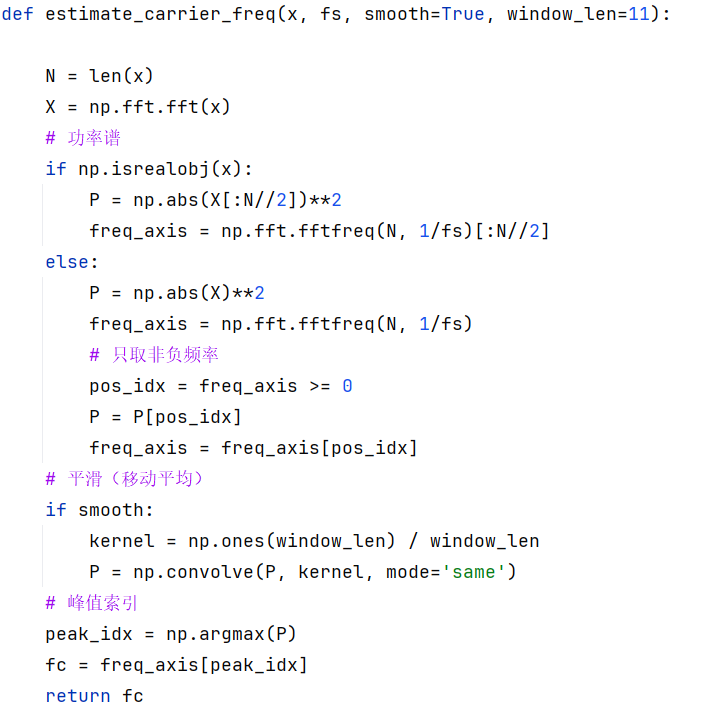 def estimate_carrier_freq(x, fs, smooth=True, window_len=11):
    N = len(x)
    X = np.fft.fft(x)
    # 功率谱
    if np.isrealobj(x):
        P = np.abs(X[:N//2])**2
        freq_axis = np.fft.fftfreq(N, 1/fs)[:N//2]
    else:
        P = np.abs(X)**2
        freq_axis = np.fft.fftfreq(N, 1/fs)
        # 只取非负频率
        pos_idx = freq_axis >= 0
        P = P[pos_idx]
        freq_axis = freq_axis[pos_idx]
    # 平滑（移动平均）
    if smooth:
        kernel = np.ones(window_len) / window_len
        P = np.convolve(P, kernel, mode='same')
    # 峰值索引
    peak_idx = np.argmax(P)
    fc = freq_axis[peak_idx]
    return fc